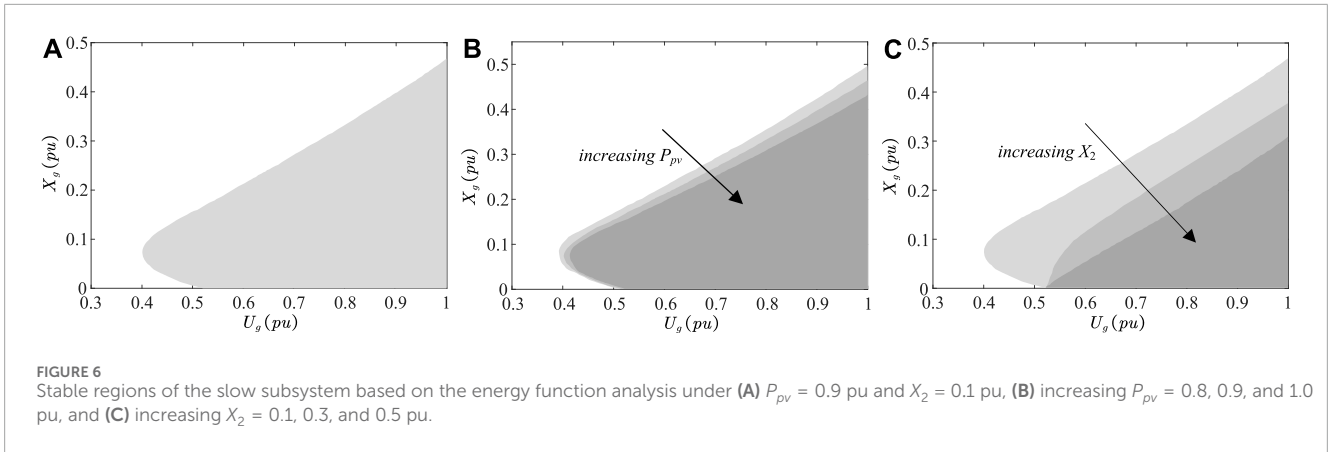 A
0.5
0.4
0.3
0.2
0.1
0
X_g (pu)
0.3 0.4 0.5 0.6 0.7 0.8 0.9 1
U_g (pu)
B
0.5
0.4
0.3
0.2
0.1
0
X_g (pu)
increasing P_pv
0.3 0.4 0.5 0.6 0.7 0.8 0.9 1
U_g (pu)
C
0.5
0.4
0.3
0.2
0.1
0
X_g (pu)
increasing X_2
0.3 0.4 0.5 0.6 0.7 0.8 0.9 1
U_g (pu)
FIGURE 6
Stable regions of the slow subsystem based on the energy function analysis under (A) P_pv = 0.9 pu and X_2 = 0.1 pu, (B) increasing P_pv = 0.8, 0.9, and 1.0
pu, and (C) increasing X_2 = 0.1, 0.3, and 0.5 pu.